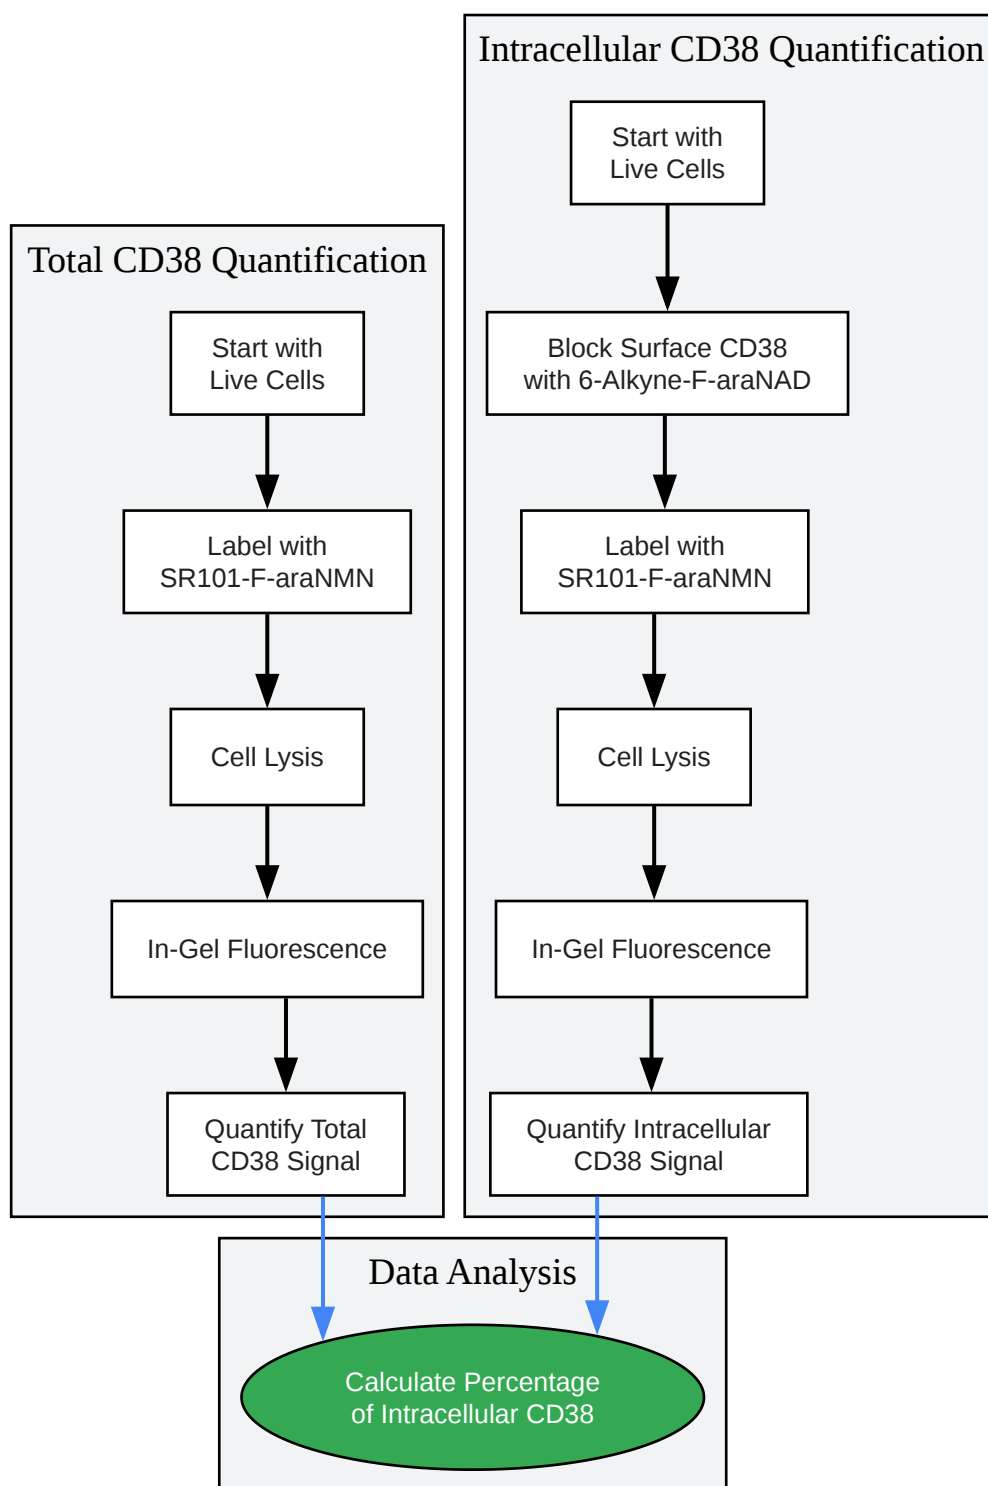 Total CD38 Quantification
Start with
Live Cells
Label with
SR101-F-araNMN
Cell Lysis
In-Gel Fluorescence
Quantify Total
CD38 Signal
Intracellular CD38 Quantification
Start with
Live Cells
Block Surface CD38
with 6-Alkyne-F-araNAD
Label with
SR101-F-araNMN
Cell Lysis
In-Gel Fluorescence
Quantify Intracellular
CD38 Signal
Data Analysis
Calculate Percentage
of Intracellular CD38